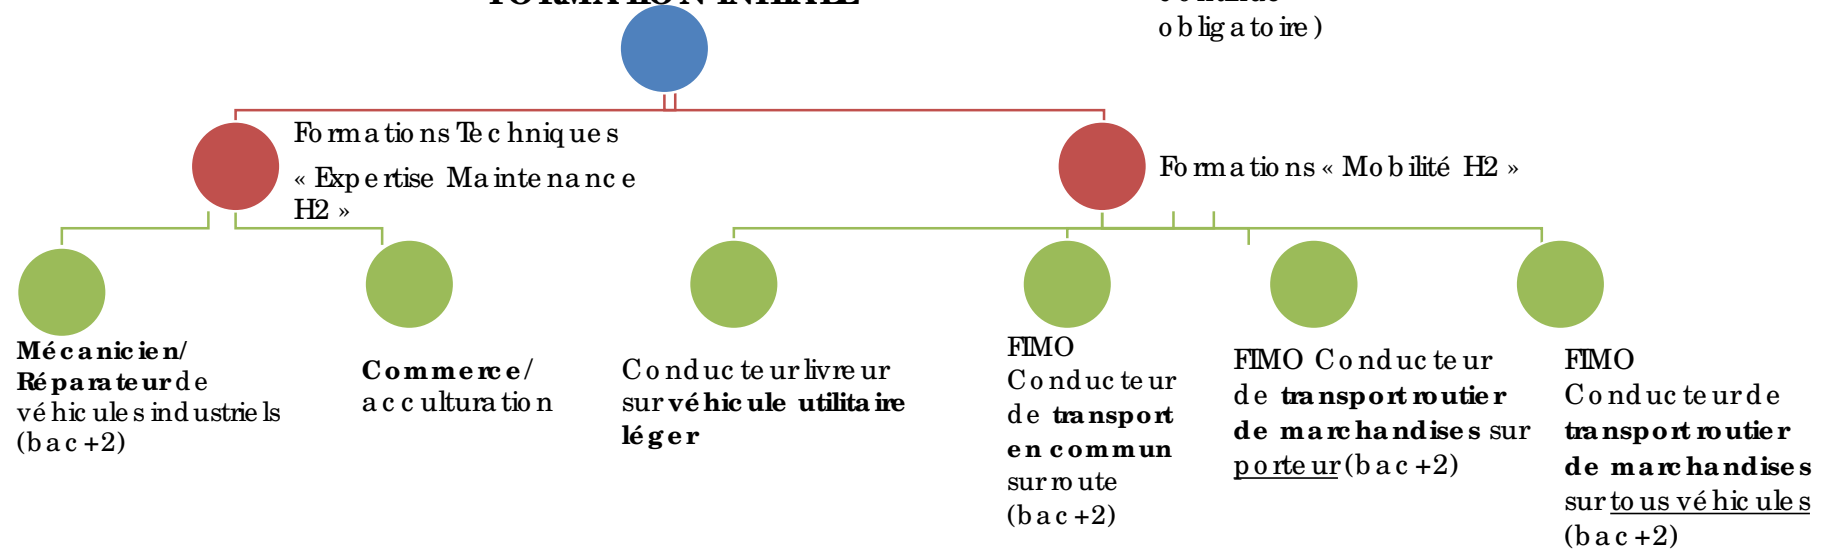 FORMATION INITIALE
continue
obligatoire)
Formations Techniques
« Expertise Maintenance
H2 »
Formations « Mobilité H2 »
Mécanicien/
Réparateur de
véhicules industriels
(bac +2)
Commerce/
acculturation
Conducteur livreur
sur véhicule utilitaire
léger
FIMO
Conducteur
de transport
en commun
sur route
(bac +2)
FIMO Conducteur
de transport routier
de marchandises sur
porteur (bac +2)
FIMO
Conducteur de
transport routier
de marchandises
sur tous véhicules
(bac +2)